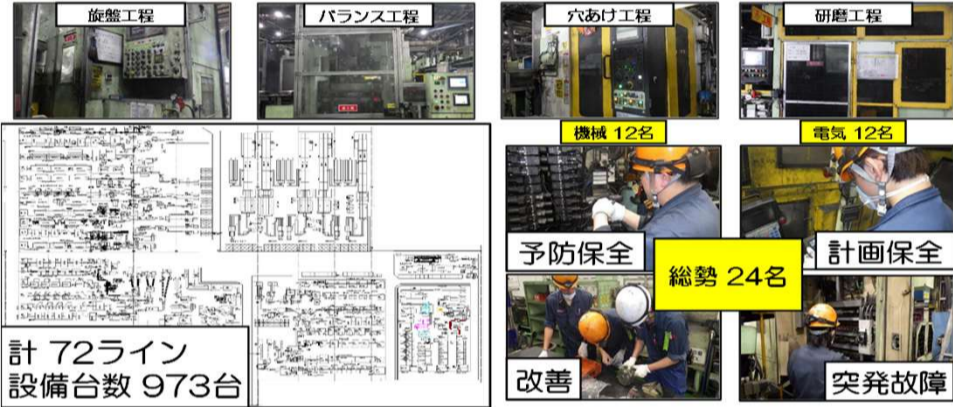 旋盤工程
バランス工程
穴あけ工程
研磨工程
機械 12名
電気 12名
予防保全
計画保全
総勢 24名
計 72ライン
設備台数 973台
改善
突発故障